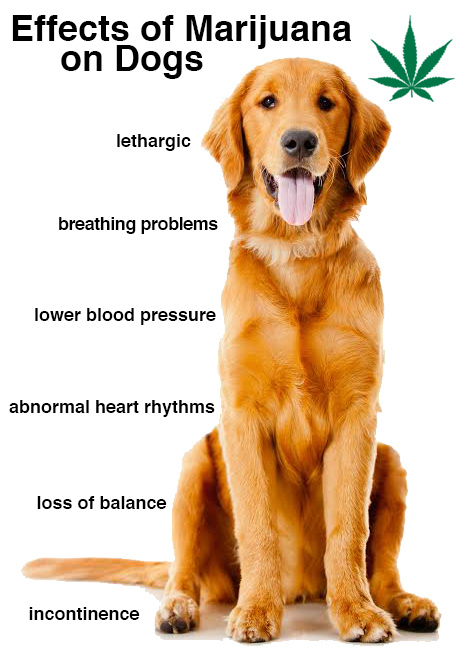 Effects of Marijuana
on Dogs
lethargic
breathing problems
lower blood pressure
abnormal heart rhythms
loss of balance
incontinence